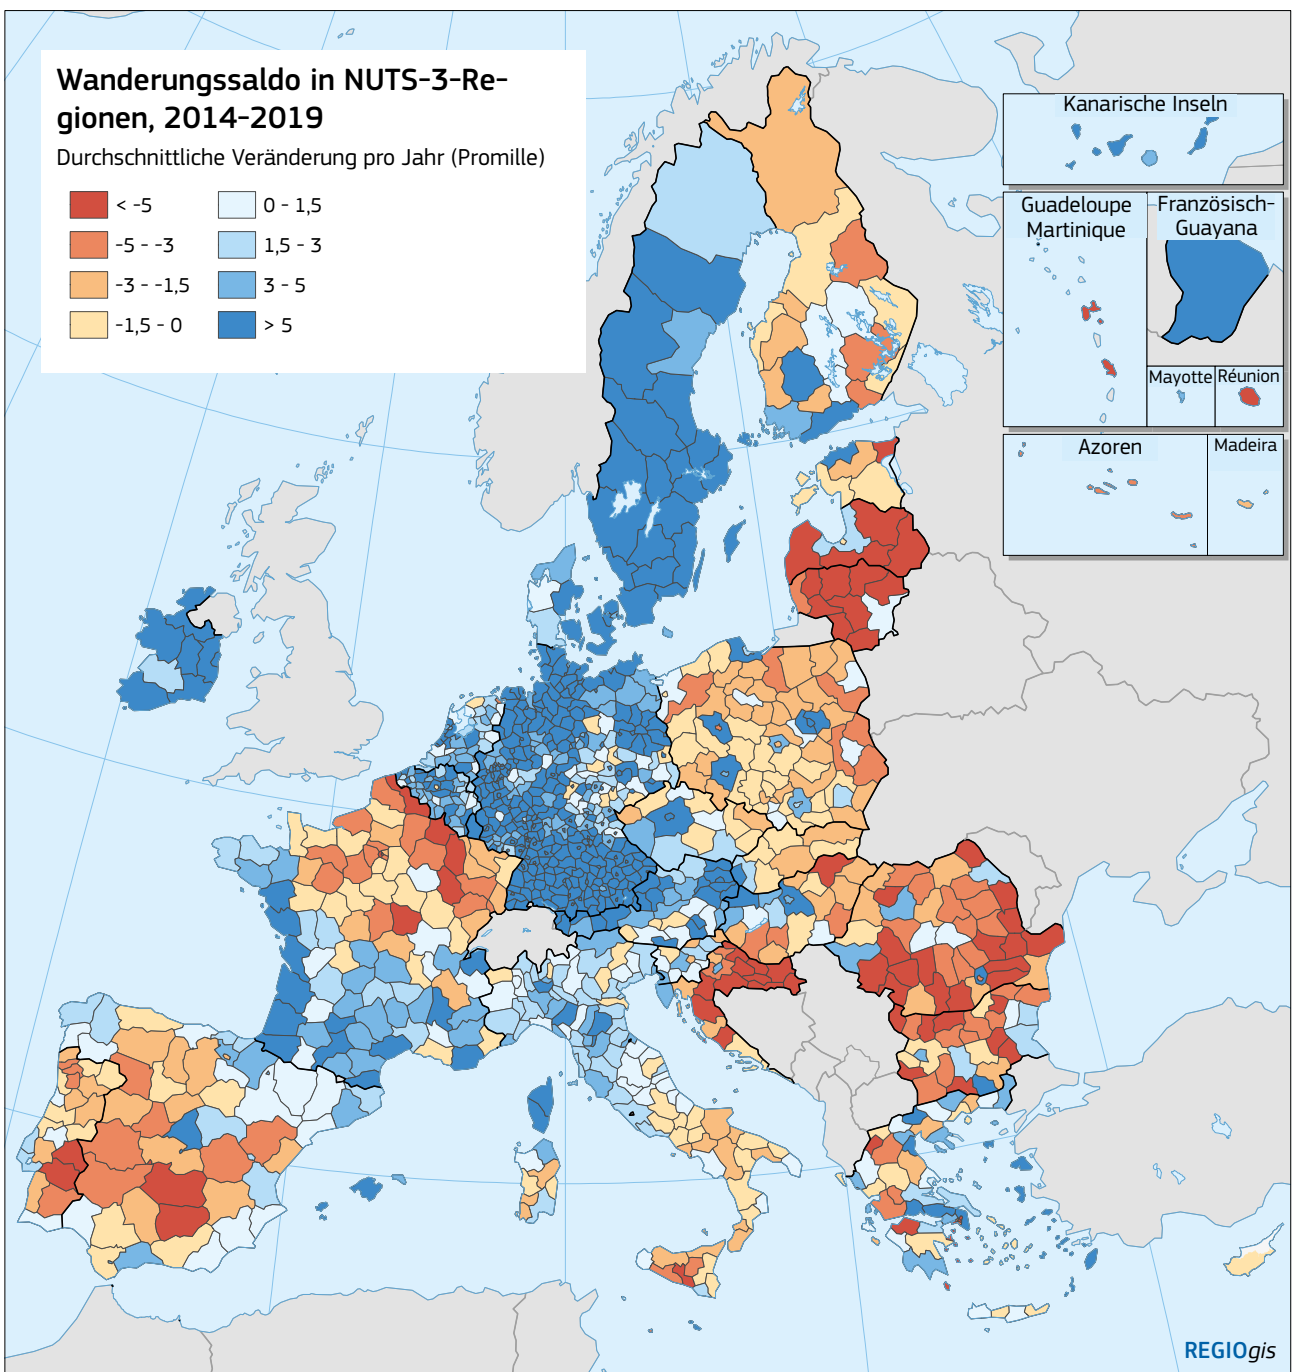 Wanderungssaldo in NUTS-3-Re-
gionen, 2014-2019
Durchschnittliche Veränderung pro Jahr (Promille)
< -5
-5 - -3
-3 - -1,5
-1,5 - 0
0 - 1,5
1,5 - 3
3 - 5
> 5
Kanarische Inseln
Guadeloupe
Martinique
Französisch-
Guayana
Mayotte
Réunion
Azoren
Madeira
REGIOgis